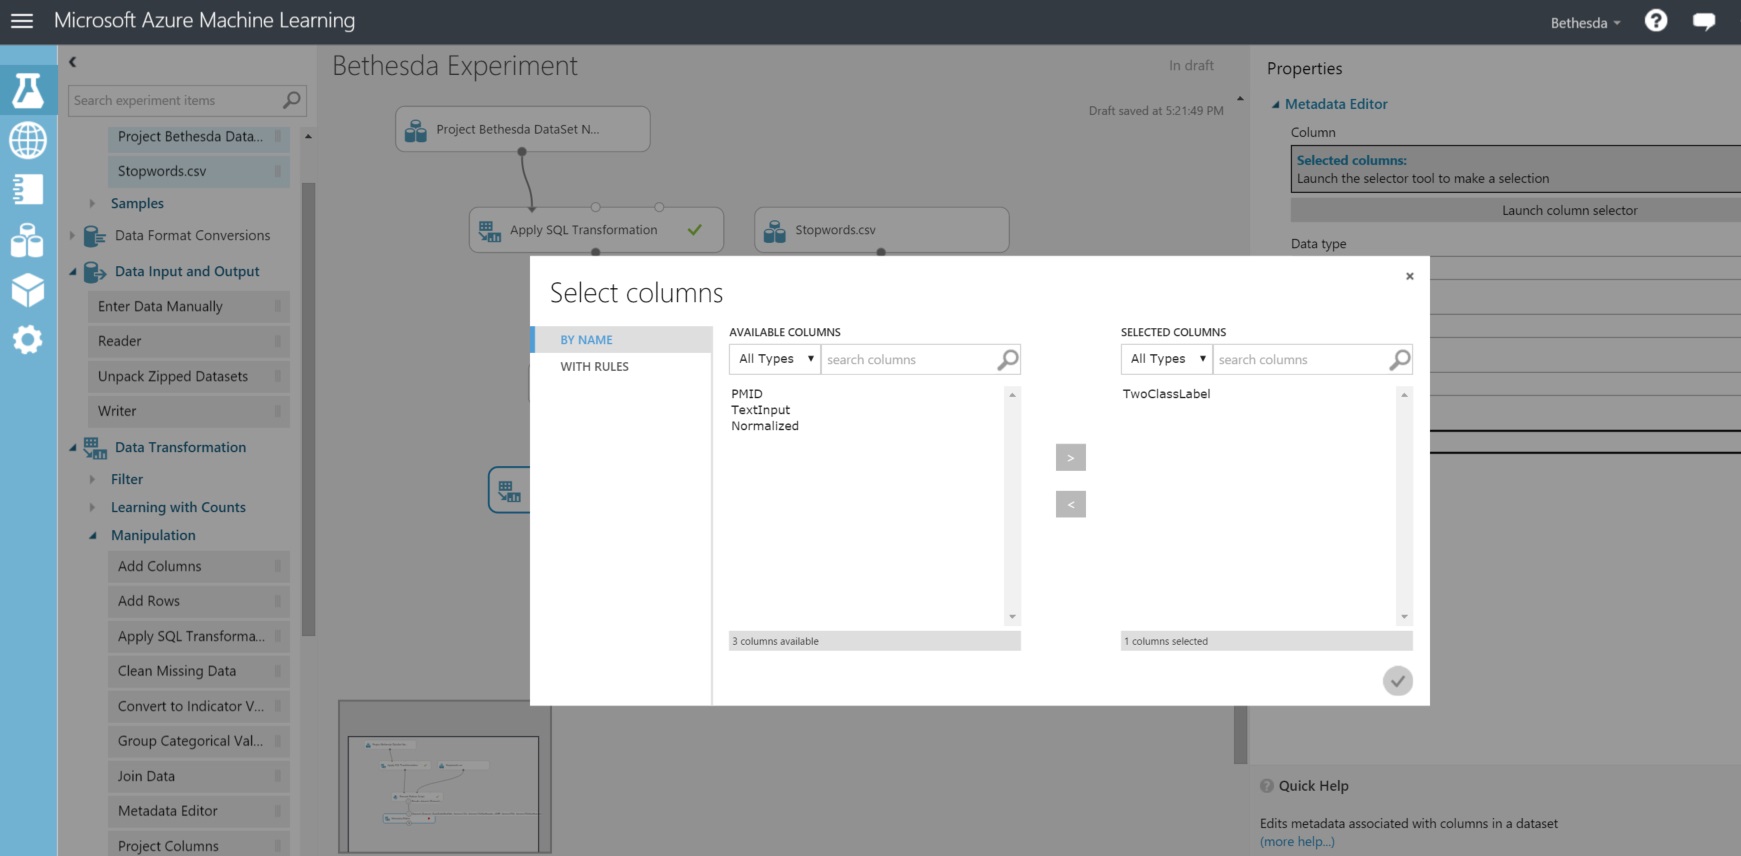 Microsoft Azure Machine Learning
Bethesda
Search experiment items
Project Bethesda Data...
Stopwords.csv
Samples
Data Format Conversions
Data Input and Output
Enter Data Manually
Reader
Unpack Zipped Datasets
Writer
Data Transformation
Filter
Learning with Counts
Manipulation
Add Columns
Add Rows
Apply SQL Transforma...
Clean Missing Data
Convert to Indicator V...
Group Categorical Val...
Join Data
Metadata Editor
Project Columns
Bethesda Experiment
In draft
Draft saved at 5:21:49 PM
Project Bethesda DataSet N...
Apply SQL Transformation
Stopwords.csv
Select columns
×
BY NAME
WITH RULES
AVAILABLE COLUMNS
All Types
search columns
PMID
TextInput
Normalized
3 columns available
>
<
SELECTED COLUMNS
All Types
search columns
TwoClassLabel
1 columns selected
Properties
Metadata Editor
Column
Selected columns:
Launch the selector tool to make a selection
Launch column selector
Data type
Quick Help
Edits metadata associated with columns in a dataset
(more help...)